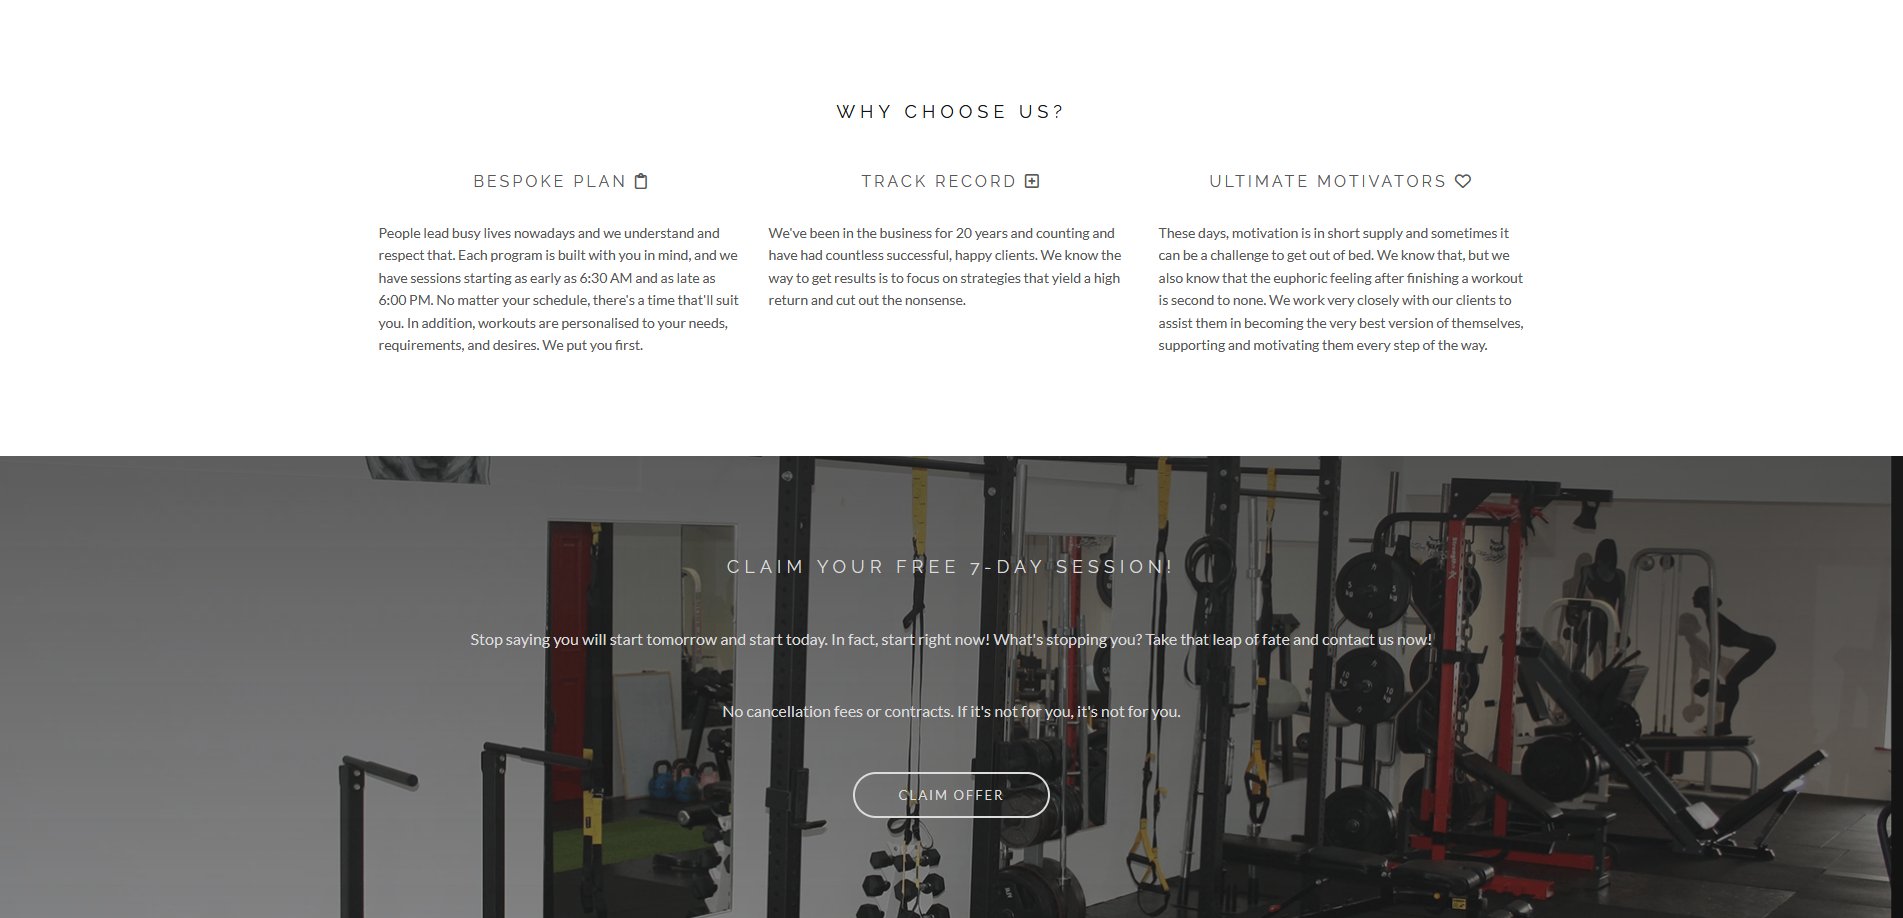 WHY CHOOSE US?
BESPOKE PLAN
People lead busy lives nowadays and we understand and
respect that. Each program is built with you in mind, and we
have sessions starting as early as 6:30 AM and as late as
6:00 PM. No matter your schedule, there's a time that'll suit
you. In addition, workouts are personalised to your needs,
requirements, and desires. We put you first.
TRACK RECORD
We've been in the business for 20 years and counting and
have had countless successful, happy clients. We know the
way to get results is to focus on strategies that yield a high
return and cut out the nonsense.
ULTIMATE MOTIVATORS
These days, motivation is in short supply and sometimes it
can be a challenge to get out of bed. We know that, but we
also know that the euphoric feeling after finishing a workout
is second to none. We work very closely with our clients to
assist them in becoming the very best version of themselves,
supporting and motivating them every step of the way.
CLAIM YOUR FREE 7-DAY SESSION!
Stop saying you will start tomorrow and start today. In fact, start right now! What's stopping you? Take that leap of fate and contact us now!
No cancellation fees or contracts. If it's not for you, it's not for you.
CLAIM OFFER
5 KG
10 KG